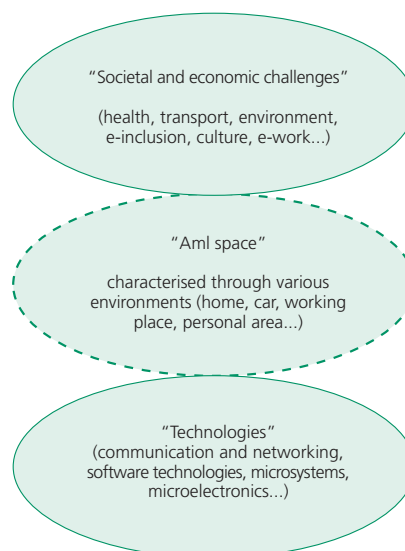 “Societal and economic challenges”
(health, transport, environment,
e-inclusion, culture, e-work...)
“AmI space”
characterised through various
environments (home, car, working
place, personal area...)
“Technologies”
(communication and networking,
software technologies, microsystems,
microelectronics...)